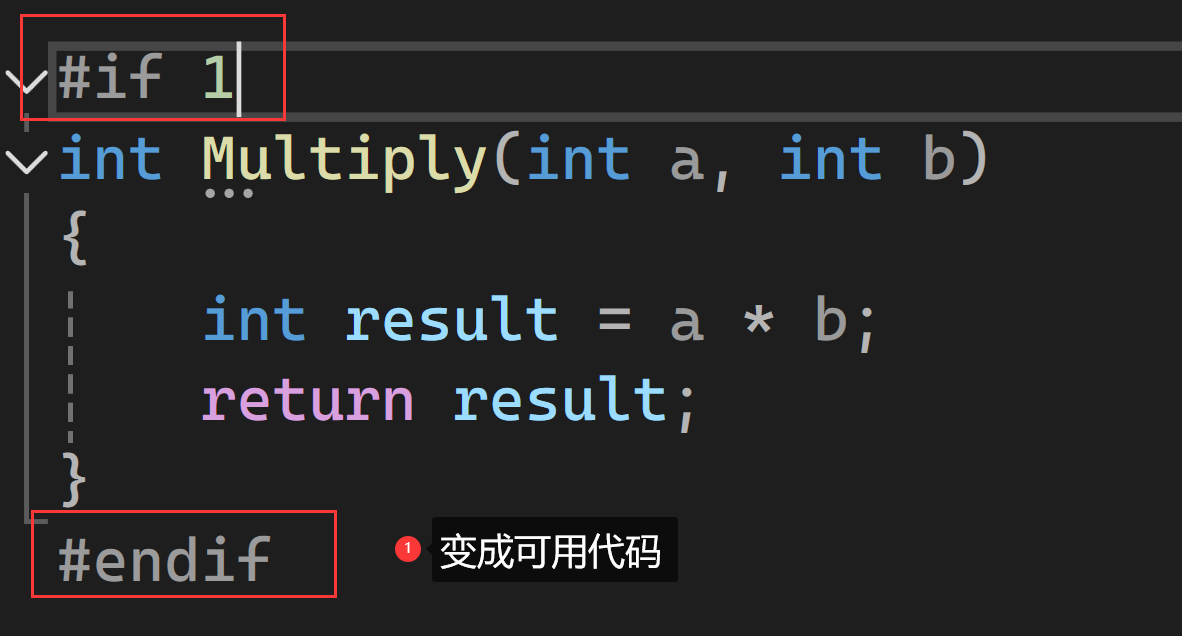 #if 1
int Multiply(int a, int b)
{
    int result = a * b;
    return result;
}
#endif
1 变成可用代码